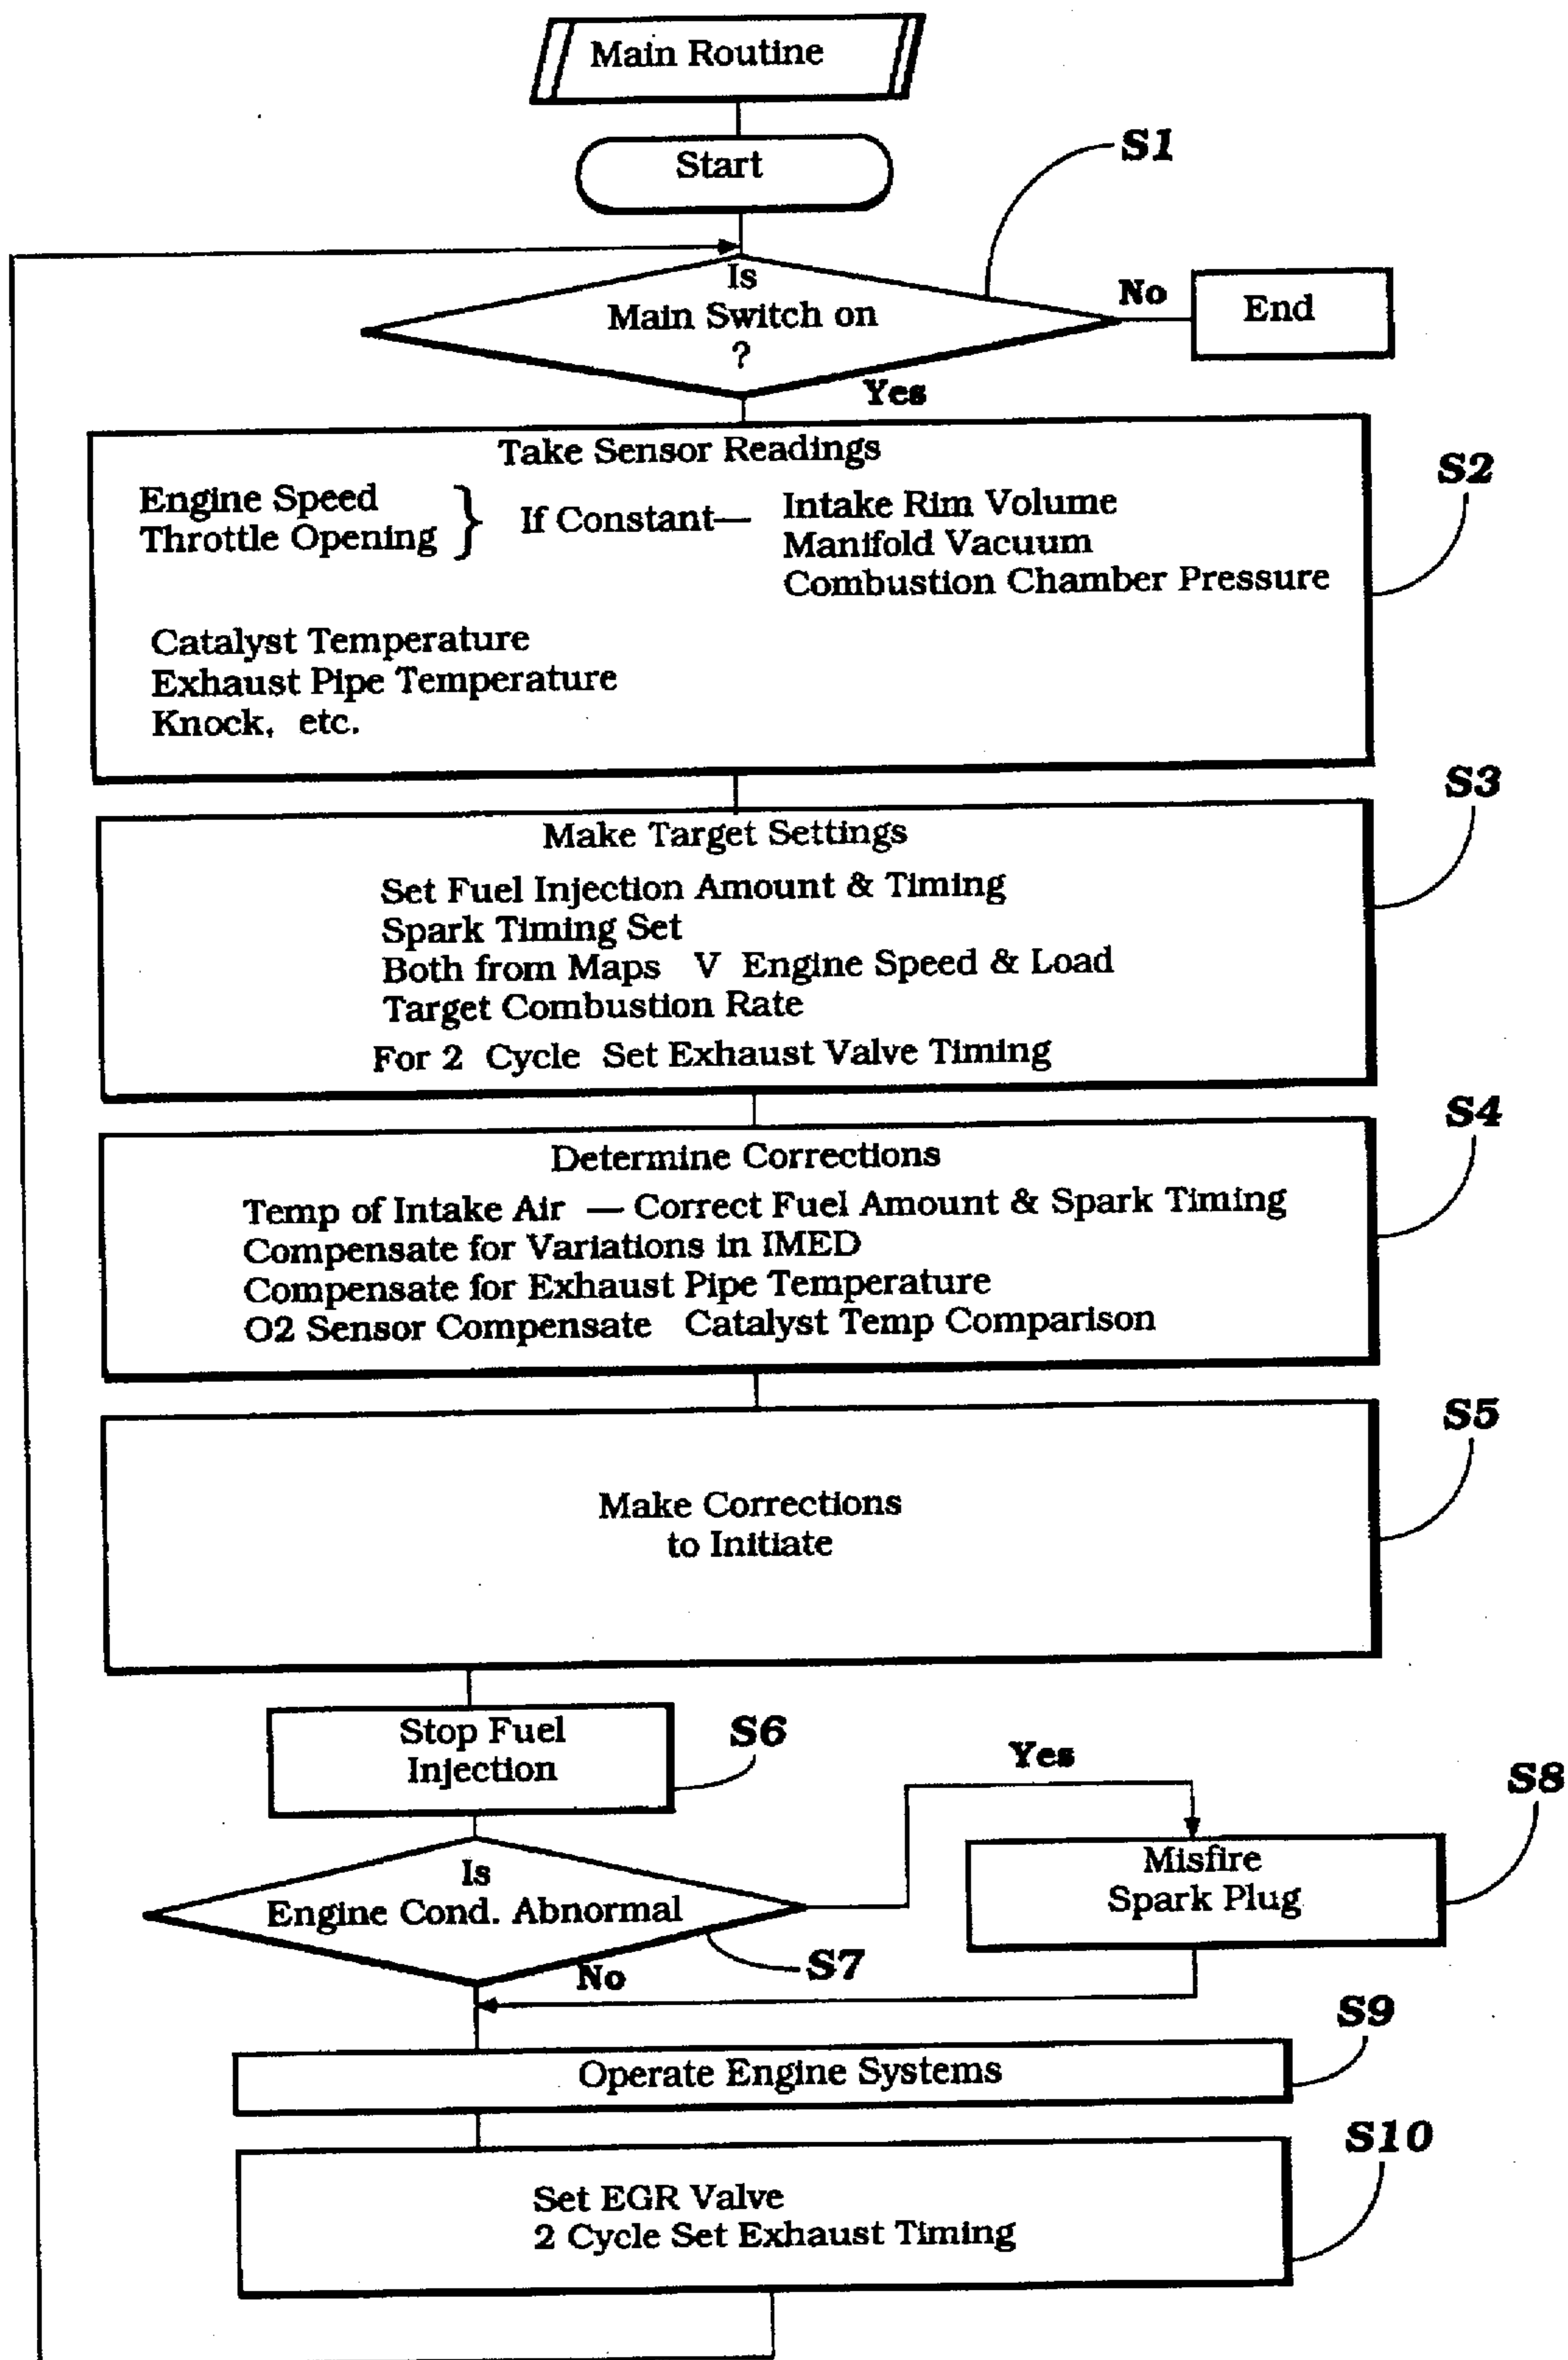 Main Routine
Start
S1
Is
Main Switch on
?
No
End
Yes
Take Sensor Readings
S2
Engine Speed
Throttle Opening
} If Constant—
Intake Rim Volume
Manifold Vacuum
Combustion Chamber Pressure
Catalyst Temperature
Exhaust Pipe Temperature
Knock, etc.
S3
Make Target Settings
Set Fuel Injection Amount & Timing
Spark Timing Set
Both from Maps V Engine Speed & Load
Target Combustion Rate
For 2 Cycle Set Exhaust Valve Timing
S4
Determine Corrections
Temp of Intake Air — Correct Fuel Amount & Spark Timing
Compensate for Variations in IMED
Compensate for Exhaust Pipe Temperature
O2 Sensor Compensate Catalyst Temp Comparison
S5
Make Corrections
to Initiate
Stop Fuel
Injection
S6
Yes
S8
Is
Engine Cond. Abnormal
Misfire
Spark Plug
S7
No
S9
Operate Engine Systems
S10
Set EGR Valve
2 Cycle Set Exhaust Timing